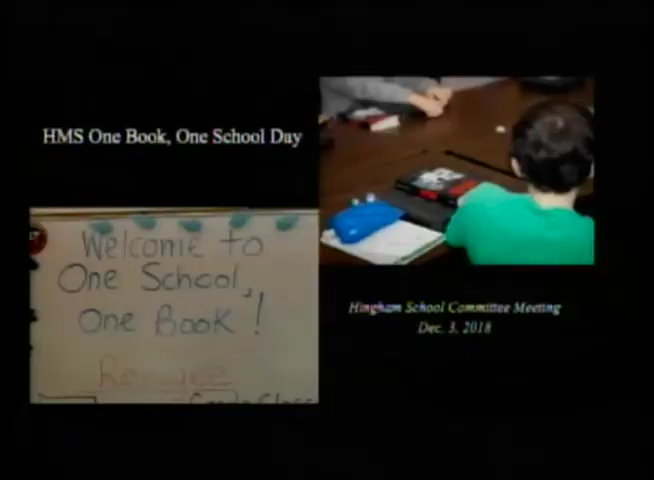 HMS One Book, One School Day
Welcome to
One School,
One Book!
Hingham School Committee Meeting
Dec. 3, 2018